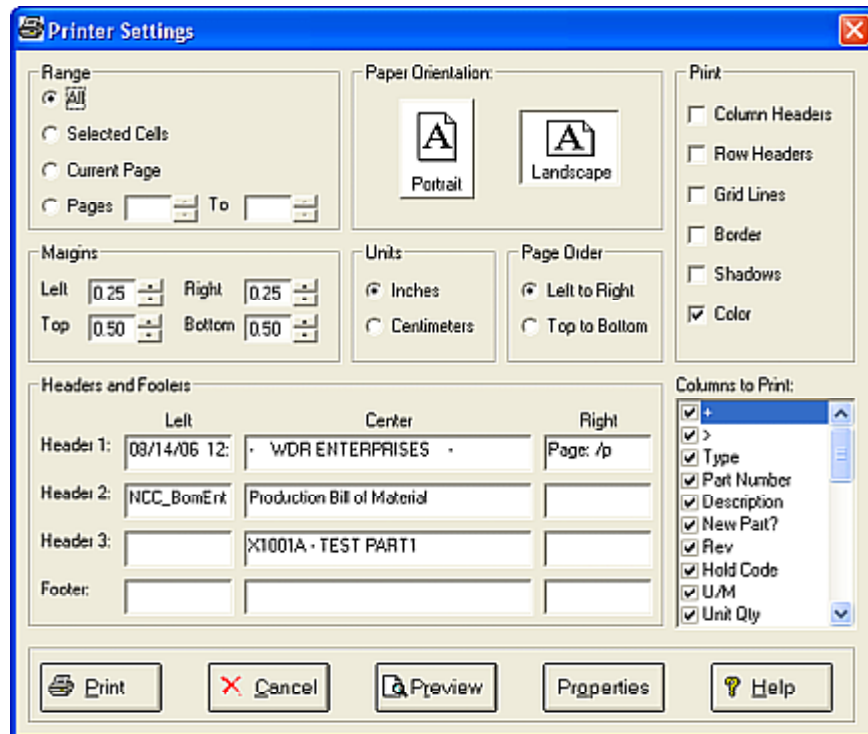 Printer Settings
Range
All
Selected Cells
Current Page
Pages To
Paper Orientation:
A
Portrait
A
Landscape
Print
Column Headers
Row Headers
Grid Lines
Border
Shadows
Color
Margins
Left 0.25 Right 0.25
Top 0.50 Bottom 0.50
Units
Inches
Centimeters
Page Order
Left to Right
Top to Bottom
Headers and Footers
Left Center Right
Header 1: 08/14/06 12: - WDR ENTERPRISES - Page: /p
Header 2: NCC_BomEnt Production Bill of Material
Header 3: X1001A - TEST PART1
Footer:
Columns to Print:
+
>
Type
Part Number
Description
New Part?
Rev
Hold Code
U/M
Unit Qty
Print Cancel Preview Properties Help